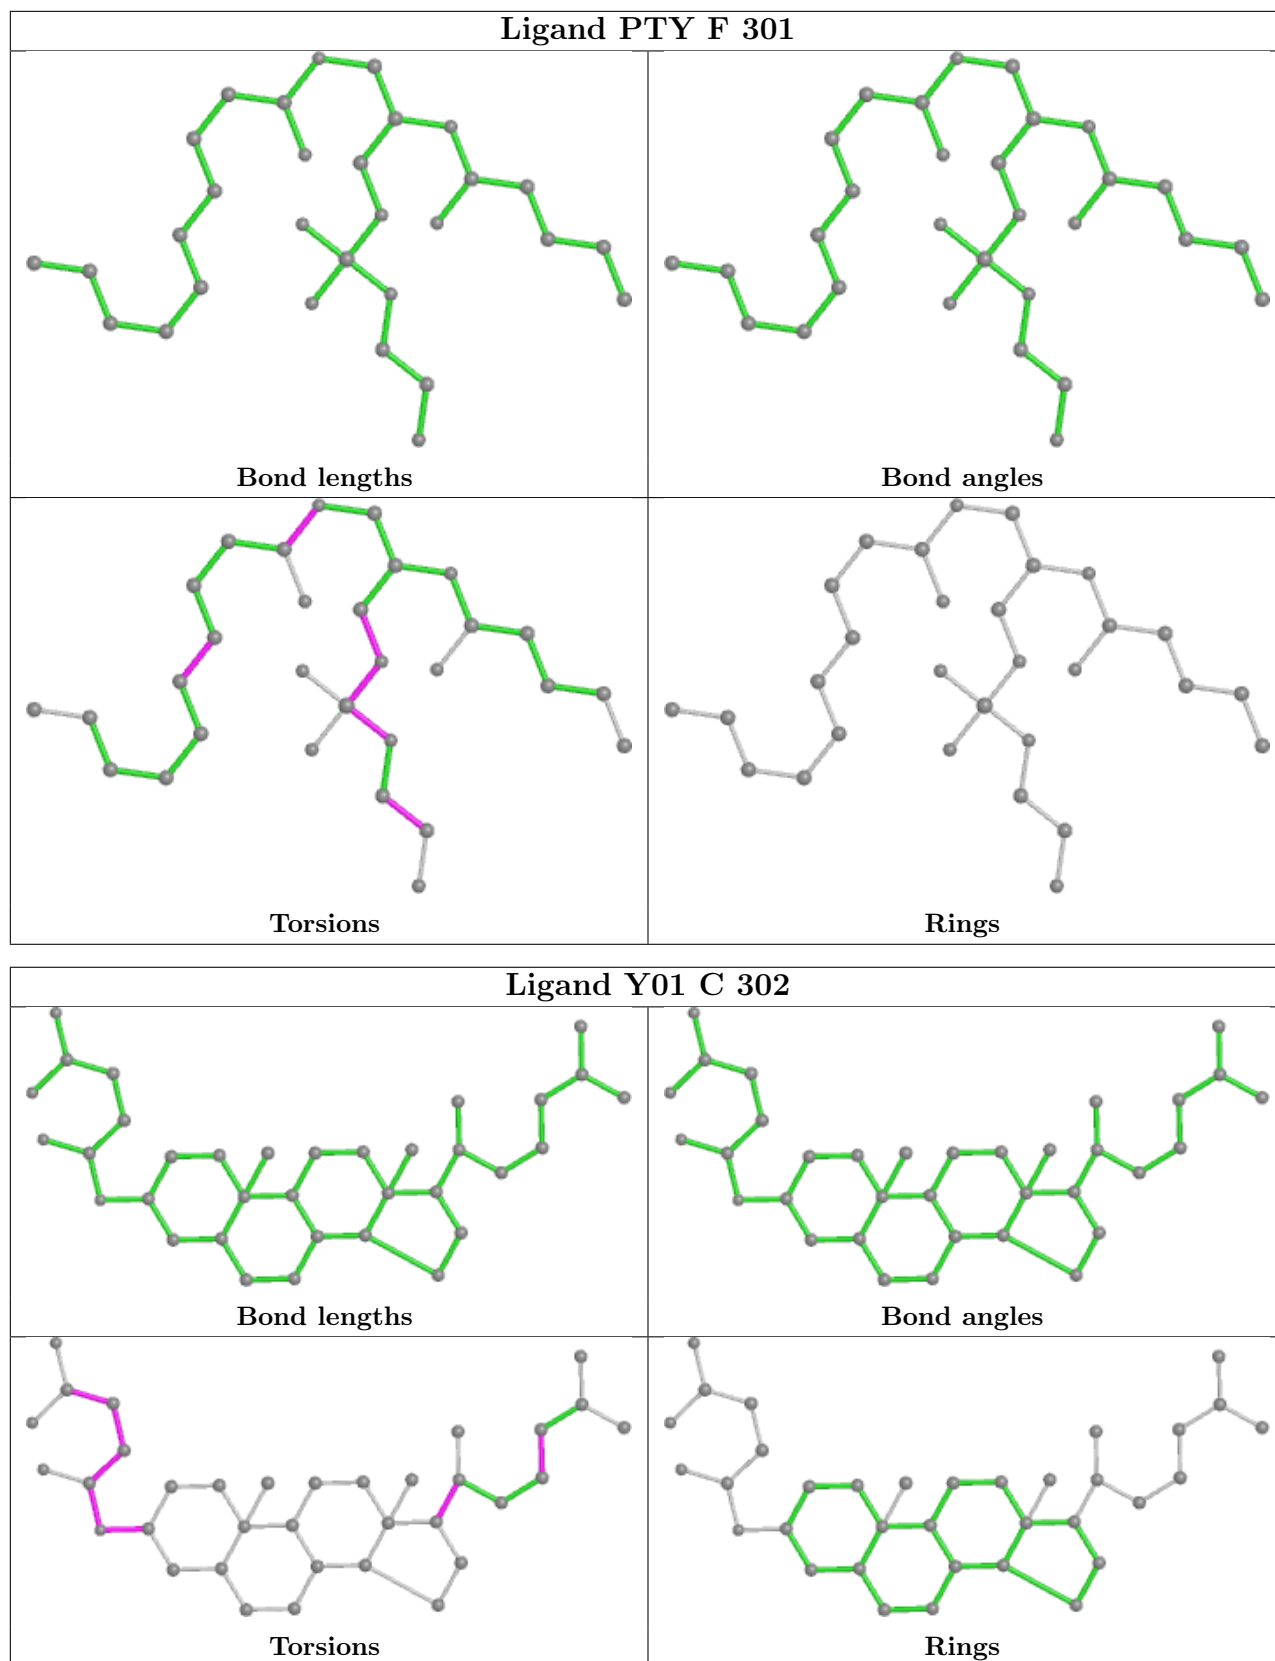 Ligand PTY F 301
Bond lengths
Bond angles
Torsions
Rings
Ligand Y01 C 302
Bond lengths
Bond angles
Torsions
Rings